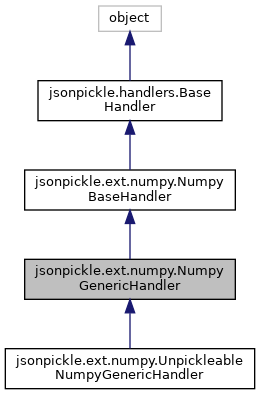 object
jsonpickle.handlers.Base
Handler
jsonpickle.ext.numpy.Numpy
BaseHandler
jsonpickle.ext.numpy.Numpy
GenericHandler
jsonpickle.ext.numpy.Unpickleable
NumpyGenericHandler